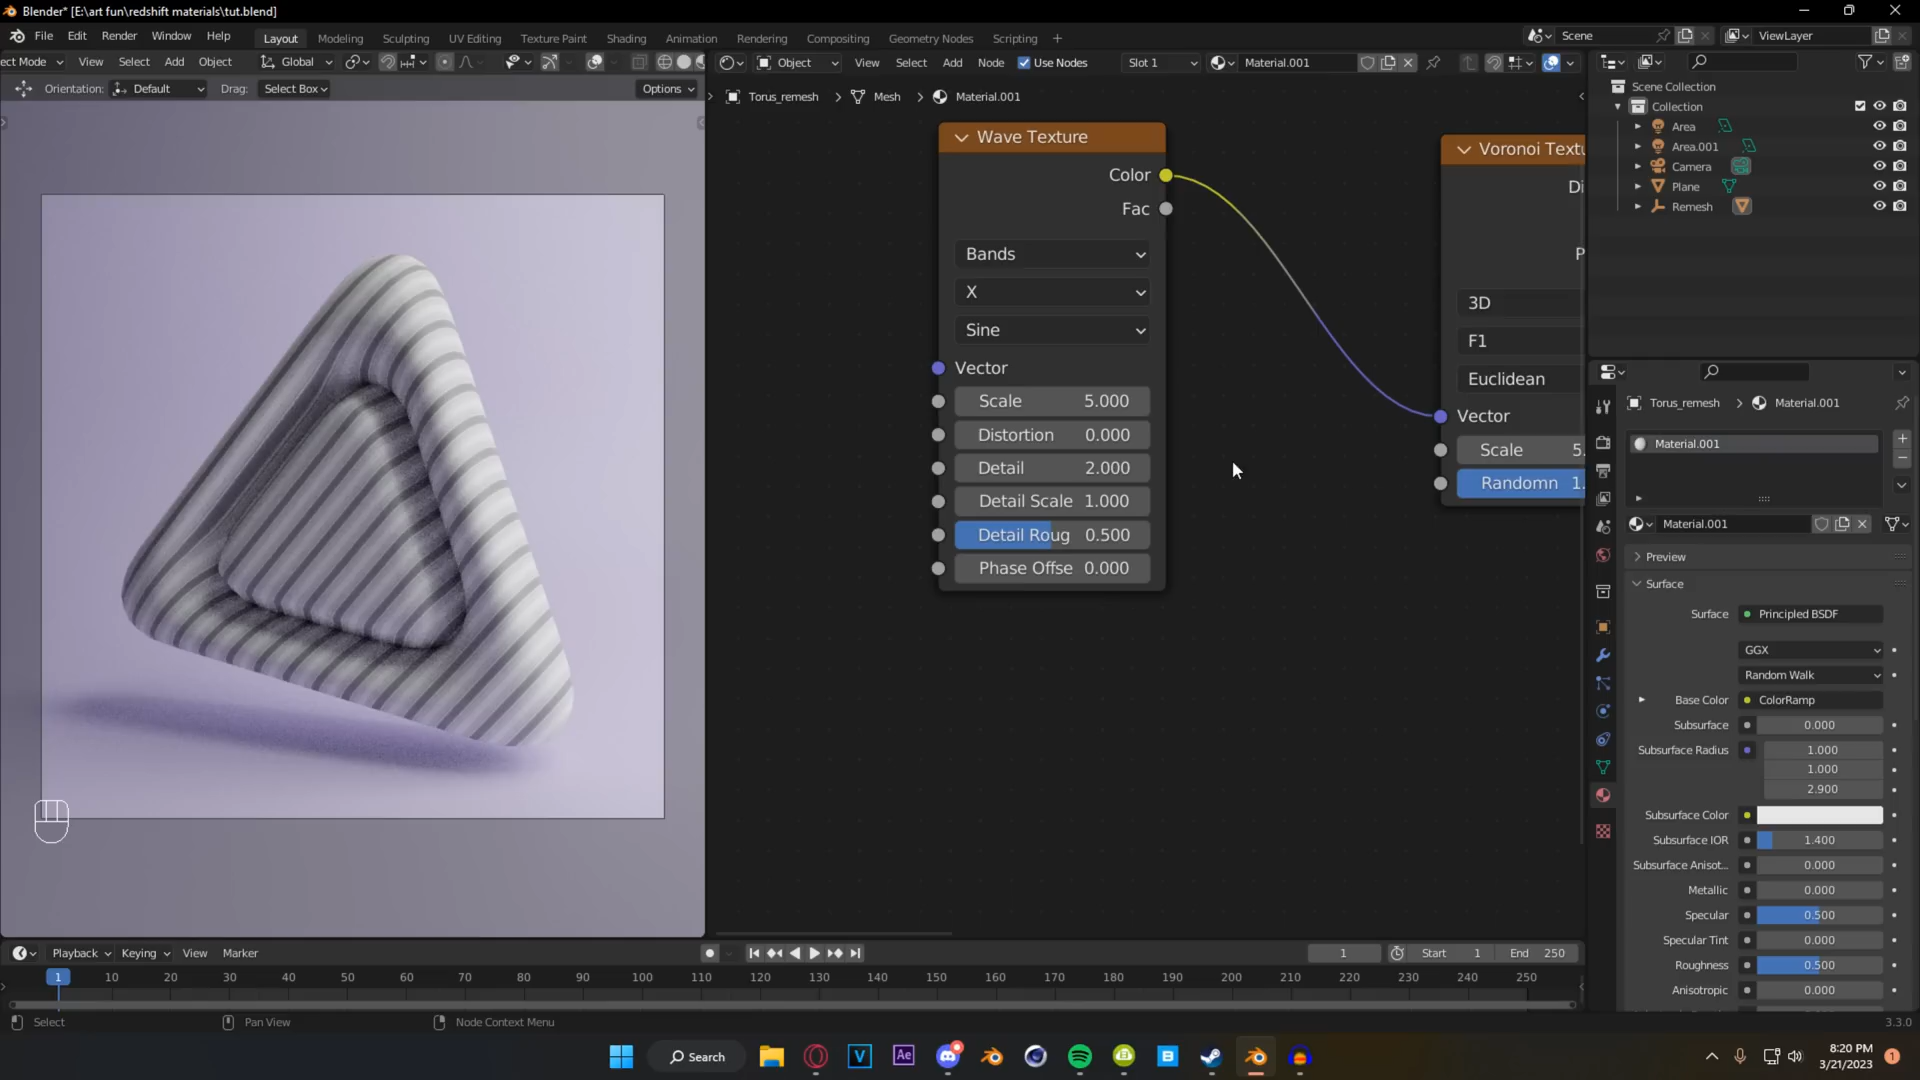 Blender* [E:\art fun\redshift materials\tut.blend]
File Edit Render Window Help Layout Modeling Sculpting UV Editing Texture Paint Shading Animation Rendering Compositing Geometry Nodes Scripting + Scene ViewLayer
ect Mode View Select Add Object Global Object View Select Add Node Use Nodes Slot 1 Material.001
Orientation: Default Drag: Select Box Options
Torus_remesh > Mesh > Material.001
Scene Collection
Collection
Area
Area.001
Camera
Plane
Remesh
Wave Texture
Color
Fac
Bands
X
Sine
Vector
Scale 5.000
Distortion 0.000
Detail 2.000
Detail Scale 1.000
Detail Roug 0.500
Phase Offse 0.000
Voronoi Textu
Di
P
3D
F1
Euclidean
Vector
Scale 5.
Randomn 1.
Torus_remesh > Material.001
Material.001
Material.001
Preview
Surface
Surface Principled BSDF
GGX
Random Walk
Base Color ColorRamp
Subsurface 0.000
Subsurface Radius 1.000
1.000
2.900
Subsurface Color
Subsurface IOR 1.400
Subsurface Anisot... 0.000
Metallic 0.000
Specular 0.500
Specular Tint 0.000
Roughness 0.500
Anisotropic 0.000
Playback Keying View Marker 1 Start 1 End 250
1 10 20 30 40 50 60 70 80 90 100 110 120 130 140 150 160 170 180 190 200 210 220 230 240 250
Select Pan View Node Context Menu 3.3.0
Search
8:20 PM
3/21/2023
1